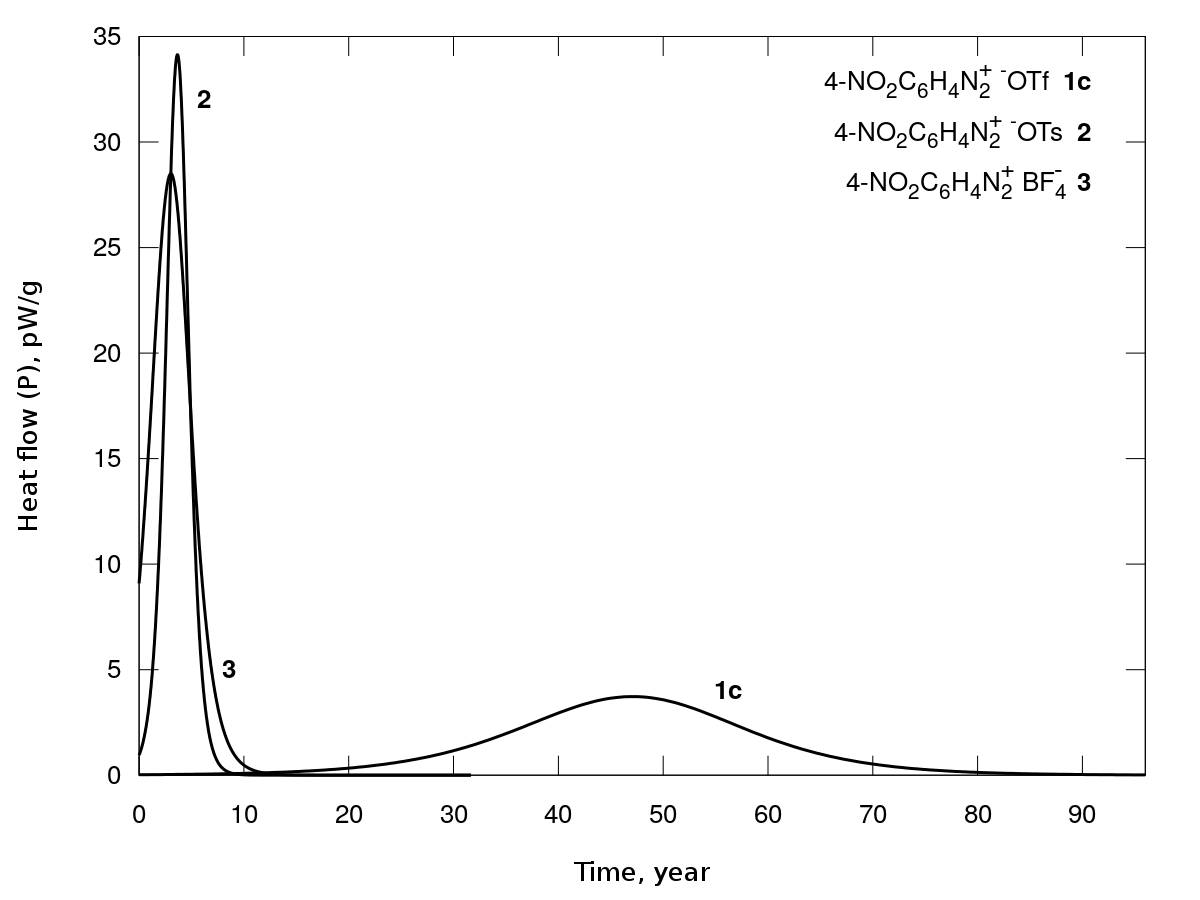 35
30
25
20
15
10
5
0
Heat flow (P), pW/g
2
3
1c
4-NO₂C₆H₄N₂⁺ ⁻OTf 1c
4-NO₂C₆H₄N₂⁺ ⁻OTs 2
4-NO₂C₆H₄N₂⁺ BF₄⁻ 3
0 10 20 30 40 50 60 70 80 90
Time, year